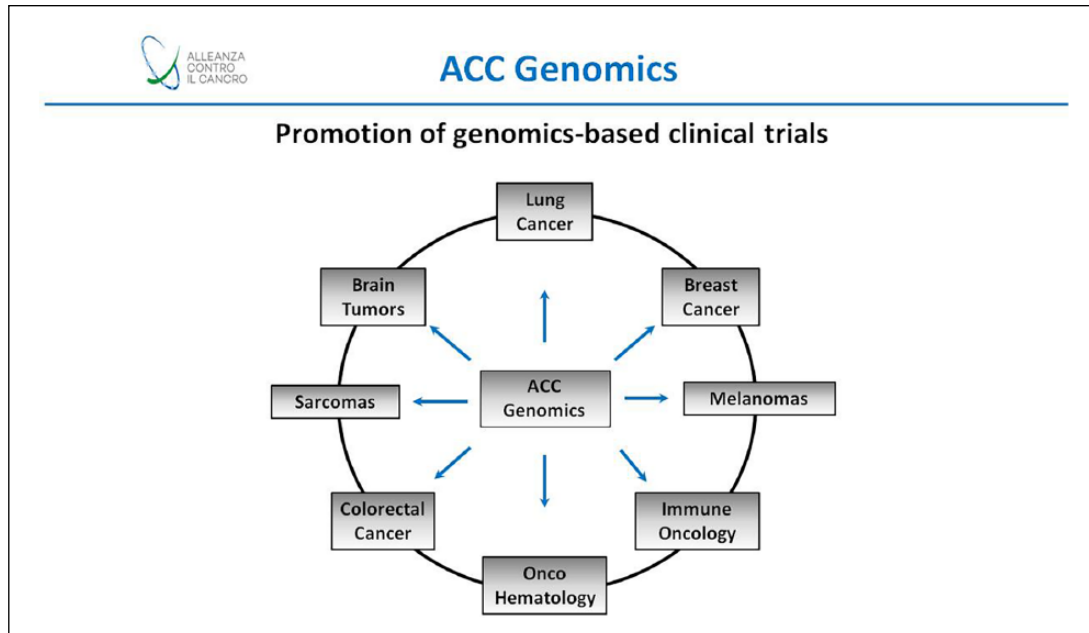 ALLEANZA
CONTRO
IL CANCRO
ACC Genomics
Promotion of genomics-based clinical trials
Lung
Cancer
Brain
Tumors
Breast
Cancer
Sarcomas
ACC
Genomics
Melanomas
Colorectal
Cancer
Immune
Oncology
Onco
Hematology